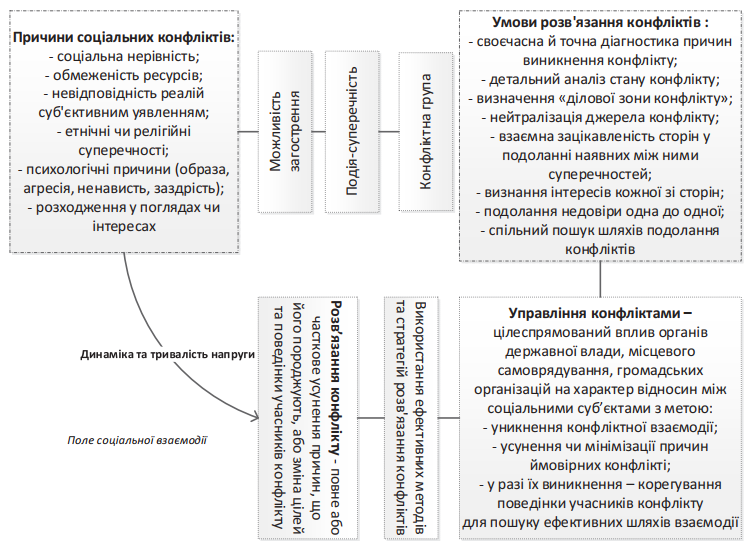 Причини соціальних конфліктів:
- соціальна нерівність;
- обмеженість ресурсів;
- невідповідність реалій
суб'єктивним уявленням;
- етнічні чи релігійні
суперечності;
- психологічні причини (образа,
агресія, ненависть, заздрість);
- розходження у поглядах чи
інтересах
Можливість
загострення
Подія-суперечність
Конфліктна група
Умови розв'язання конфліктів :
- своєчасна й точна діагностика причин
виникнення конфлікту;
- детальний аналіз стану конфлікту;
- визначення «ділової зони конфлікту»;
- нейтралізація джерела конфлікту;
- взаємна зацікавленість сторін у
подоланні наявних між ними
суперечностей;
- визнання інтересів кожної зі сторін;
- подолання недовіри одна до одної;
- спільний пошук шляхів подолання
конфліктів
Динаміка та тривалість напруги
Поле соціальної взаємодії
Розв'язання конфлікту - повне або
часткове усунення причин, що
його породжують, або зміна цілей
та поведінки учасників конфлікту
Використання ефективних методів
та стратегій розв'язання конфліктів
Управління конфліктами –
цілеспрямований вплив органів
державної влади, місцевого
самоврядування, громадських
організацій на характер відносин між
соціальними суб’єктами з метою:
- уникнення конфліктної взаємодії;
- усунення чи мінімізації причин
ймовірних конфлікті;
- у разі їх виникнення – корегування
поведінки учасників конфлікту
для пошуку ефективних шляхів взаємодії